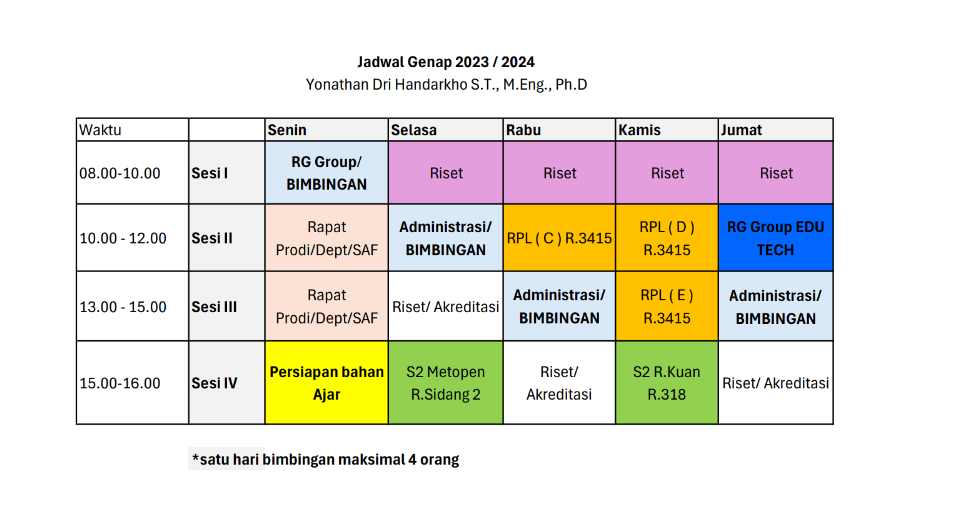 Jadwal Genap 2023 / 2024
Yonathan Dri Handarkho S.T., M.Eng., Ph.D
Waktu Senin Selasa Rabu Kamis Jumat
08.00-10.00 Sesi I RG Group/ BIMBINGAN Riset Riset Riset Riset
10.00 - 12.00 Sesi II Rapat Prodi/Dept/SAF Administrasi/ BIMBINGAN RPL ( C ) R.3415 RPL ( D ) R.3415 RG Group EDU TECH
13.00 - 15.00 Sesi III Rapat Prodi/Dept/SAF Riset/ Akreditasi Administrasi/ BIMBINGAN RPL ( E ) R.3415 Administrasi/ BIMBINGAN
15.00-16.00 Sesi IV Persiapan bahan Ajar S2 Metopen R.Sidang 2 Riset/ Akreditasi S2 R.Kuan R.318 Riset/ Akreditasi
*satu hari bimbingan maksimal 4 orang